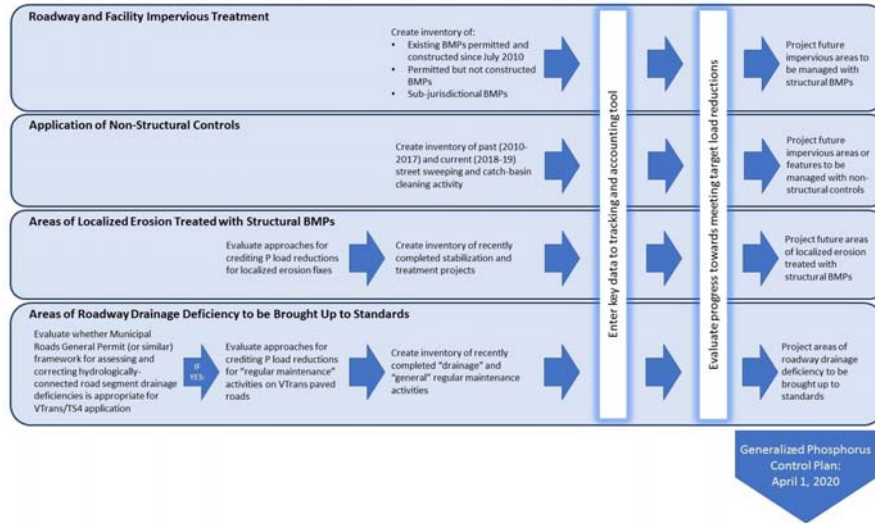 Roadway and Facility Impervious Treatment
Create inventory of:
• Existing BMPs permitted and
constructed since July 2010
• Permitted but not constructed
BMPs
• Sub-jurisdictional BMPs
Project future
impervious areas to
be managed with
structural BMPs
Application of Non-Structural Controls
Create inventory of past (2010-
2017) and current (2018-19)
street sweeping and catch-basin
cleaning activity
Project future
impervious areas or
features to be
managed with non-
structural controls
Areas of Localized Erosion Treated with Structural BMPs
Evaluate approaches for
crediting P load reductions
for localized erosion fixes
Create inventory of recently
completed stabilization and
treatment projects
Project future areas
of localized erosion
treated with
structural BMPs
Areas of Roadway Drainage Deficiency to be Brought Up to Standards
Evaluate whether Municipal
Roads General Permit (or similar)
framework for assessing and
correcting hydrologically-
connected road segment drainage
deficiencies is appropriate for
VTrans/TS4 application
IF
YES:
Evaluate approaches for
crediting P load reductions
for "regular maintenance"
activities on VTrans paved
roads
Create inventory of recently
completed "drainage" and
"general" regular maintenance
activities
Project areas of
roadway drainage
deficiency to be
brought up to
standards
Enter key data to tracking and accounting tool
Evaluate progress towards meeting target load reductions
Generalized Phosphorus
Control Plan:
April 1, 2020